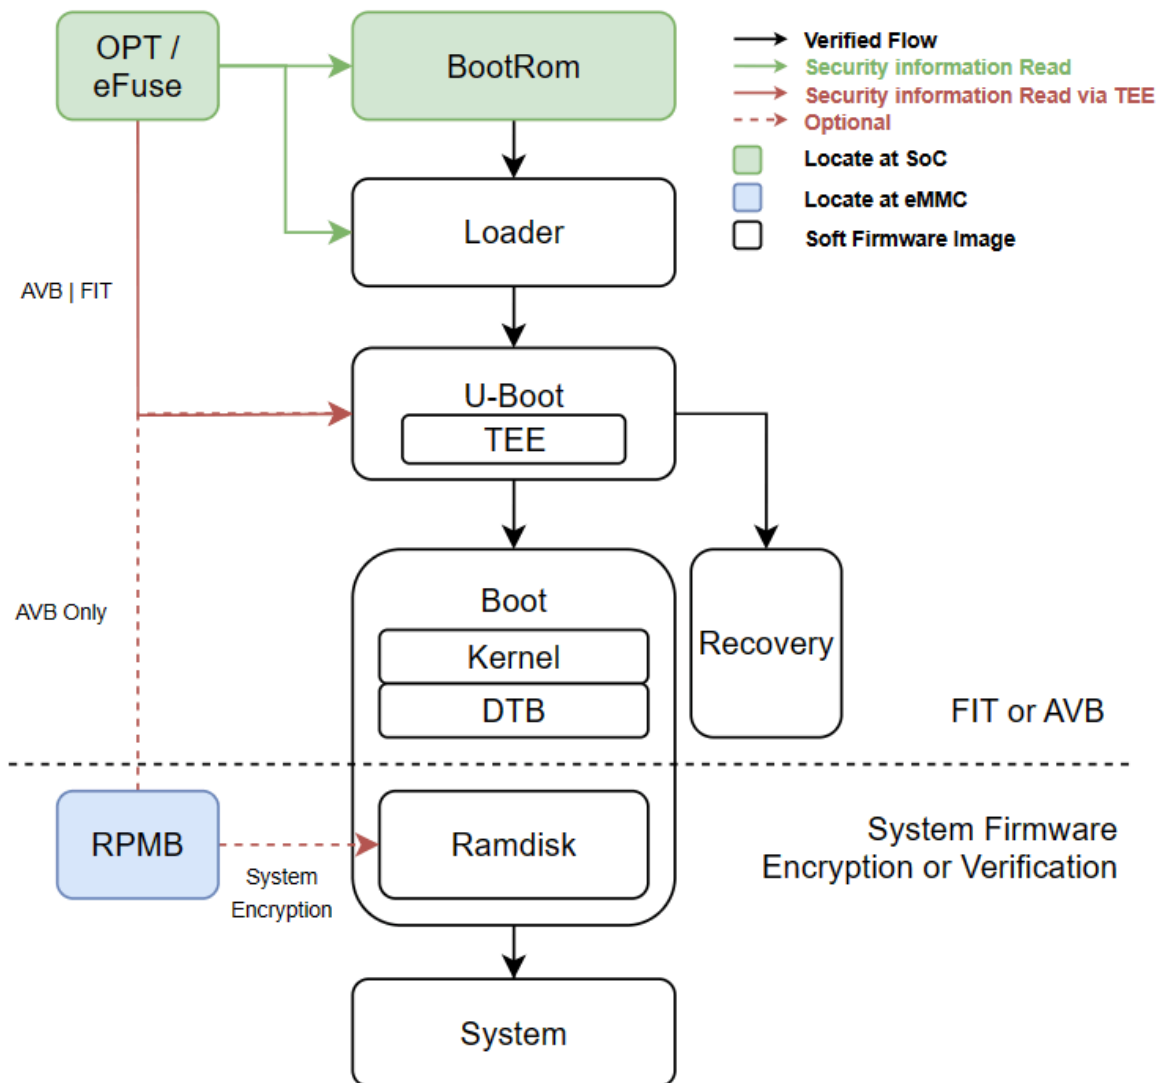 OPT /
eFuse
BootRom
Verified Flow
Security information Read
Security information Read via TEE
Optional
Locate at SoC
Locate at eMMC
Soft Firmware Image
Loader
AVB | FIT
U-Boot
TEE
Boot
Kernel
DTB
Recovery
AVB Only
FIT or AVB
RPMB
System
Encryption
Ramdisk
System Firmware
Encryption or Verification
System